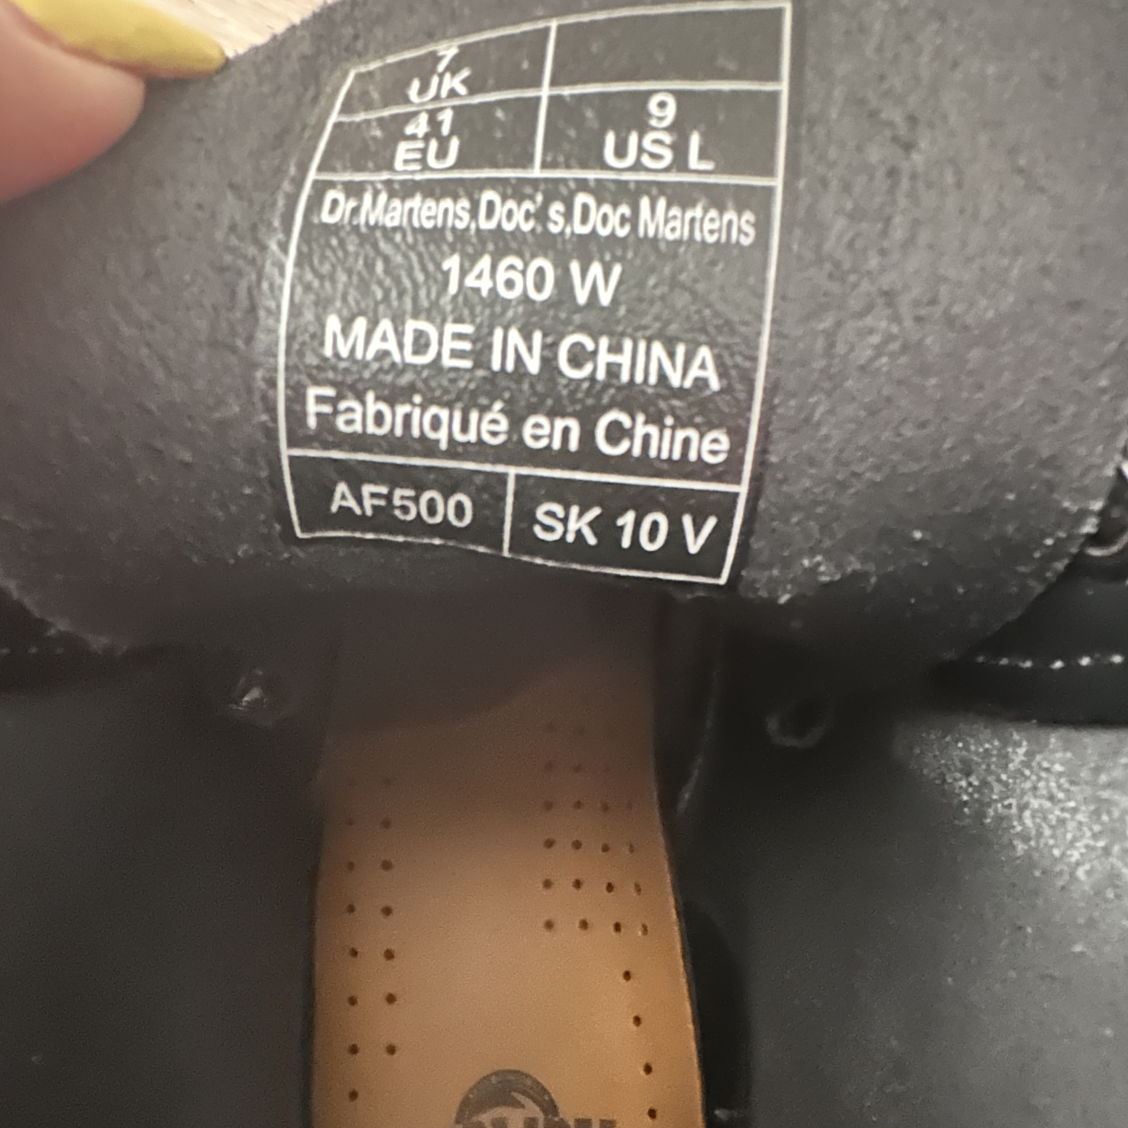 7
UK
41
EU
9
US L
Dr.Martens,Doc's,Doc Martens
1460 W
MADE IN CHINA
Fabriqué en Chine
AF500
SK 10 V